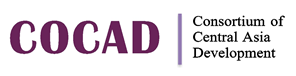 COCAD
Consortium of
Central Asia
Development